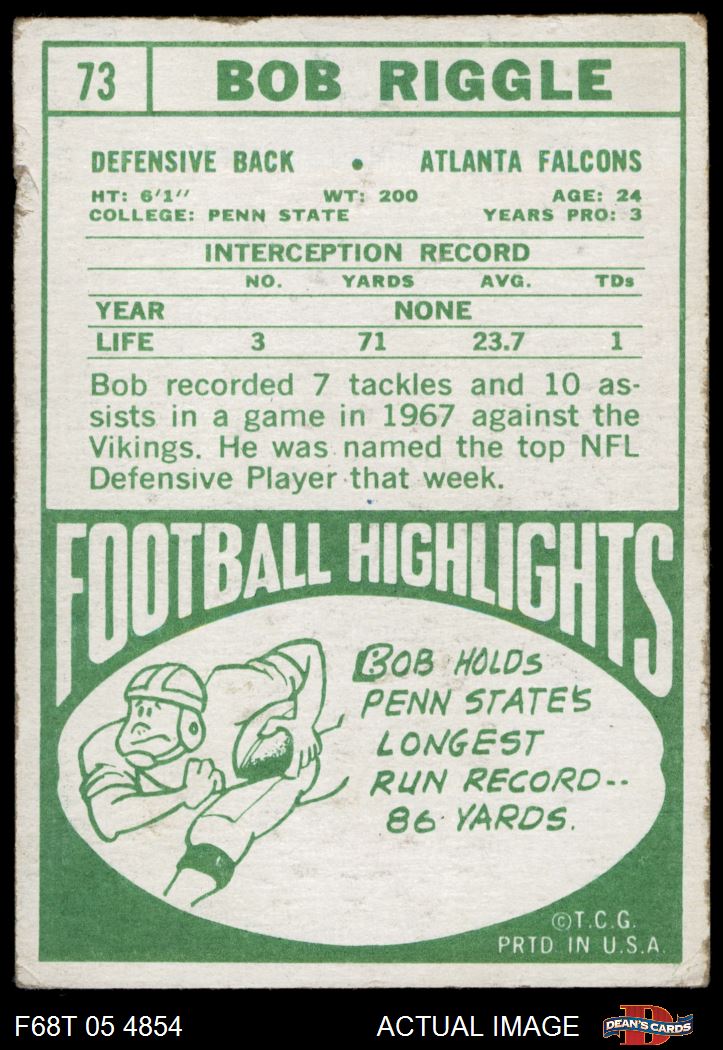 73 BOB RIGGLE
DEFENSIVE BACK • ATLANTA FALCONS
HT: 6'1" WT: 200 AGE: 24
COLLEGE: PENN STATE YEARS PRO: 3
INTERCEPTION RECORD
NO. YARDS AVG. TDs
YEAR NONE
LIFE 3 71 23.7 1
Bob recorded 7 tackles and 10 as-
sists in a game in 1967 against the
Vikings. He was named the top NFL
Defensive Player that week.
FOOTBALL HIGHLIGHTS
BOB HOLDS
PENN STATE'S
LONGEST
RUN RECORD--
86 YARDS.
©T.C.G.
PRTD. IN U.S.A.
F68T 05 4854 ACTUAL IMAGE D DEAN'S CARDS